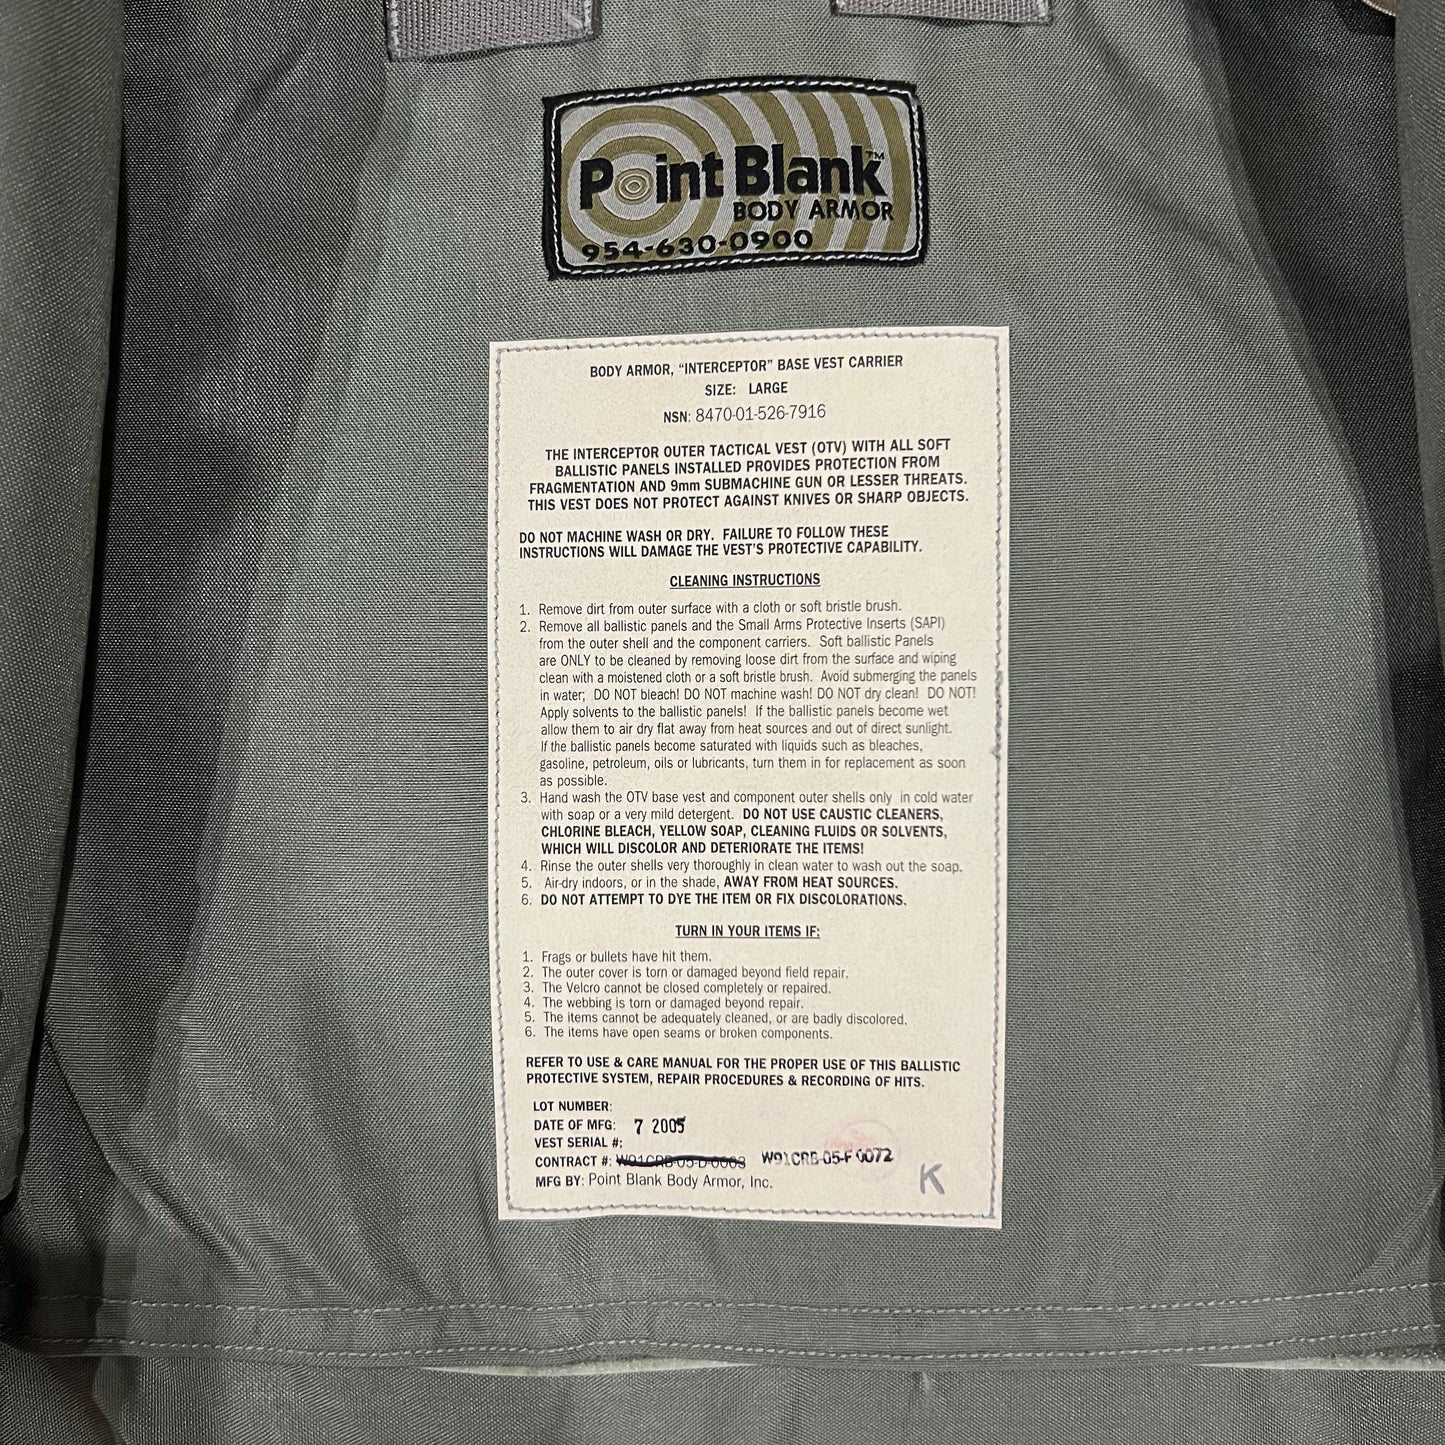 Point Blank™
BODY ARMOR
954-630-0900
BODY ARMOR, “INTERCEPTOR” BASE VEST CARRIER
SIZE: LARGE
NSN: 8470-01-526-7916
THE INTERCEPTOR OUTER TACTICAL VEST (OTV) WITH ALL SOFT
BALLISTIC PANELS INSTALLED PROVIDES PROTECTION FROM
FRAGMENTATION AND 9mm SUBMACHINE GUN OR LESSER THREATS.
THIS VEST DOES NOT PROTECT AGAINST KNIVES OR SHARP OBJECTS.
DO NOT MACHINE WASH OR DRY. FAILURE TO FOLLOW THESE
INSTRUCTIONS WILL DAMAGE THE VEST’S PROTECTIVE CAPABILITY.
CLEANING INSTRUCTIONS
1. Remove dirt from outer surface with a cloth or soft bristle brush.
2. Remove all ballistic panels and the Small Arms Protective Inserts (SAPI)
from the outer shell and the component carriers. Soft ballistic Panels
are ONLY to be cleaned by removing loose dirt from the surface and wiping
clean with a moistened cloth or a soft bristle brush. Avoid submerging the panels
in water; DO NOT bleach! DO NOT machine wash! DO NOT dry clean! DO NOT!
Apply solvents to the ballistic panels! If the ballistic panels become wet
allow them to air dry flat away from heat sources and out of direct sunlight.
If the ballistic panels become saturated with liquids such as bleaches,
gasoline, petroleum, oils or lubricants, turn them in for replacement as soon
as possible.
3. Hand wash the OTV base vest and component outer shells only in cold water
with soap or a very mild detergent. DO NOT USE CAUSTIC CLEANERS,
CHLORINE BLEACH, YELLOW SOAP, CLEANING FLUIDS OR SOLVENTS,
WHICH WILL DISCOLOR AND DETERIORATE THE ITEMS!
4. Rinse the outer shells very thoroughly in clean water to wash out the soap.
5. Air-dry indoors, or in the shade, AWAY FROM HEAT SOURCES.
6. DO NOT ATTEMPT TO DYE THE ITEM OR FIX DISCOLORATIONS.
TURN IN YOUR ITEMS IF:
1. Frags or bullets have hit them.
2. The outer cover is torn or damaged beyond field repair.
3. The Velcro cannot be closed completely or repaired.
4. The webbing is torn or damaged beyond repair.
5. The items cannot be adequately cleaned, or are badly discolored.
6. The items have open seams or broken components.
REFER TO USE & CARE MANUAL FOR THE PROPER USE OF THIS BALLISTIC
PROTECTIVE SYSTEM, REPAIR PROCEDURES & RECORDING OF HITS.
LOT NUMBER:
DATE OF MFG: 7 2005
VEST SERIAL #:
CONTRACT #: W91CRB-05-D-0003 W91CRB-05-F 0072
MFG BY: Point Blank Body Armor, Inc.
K